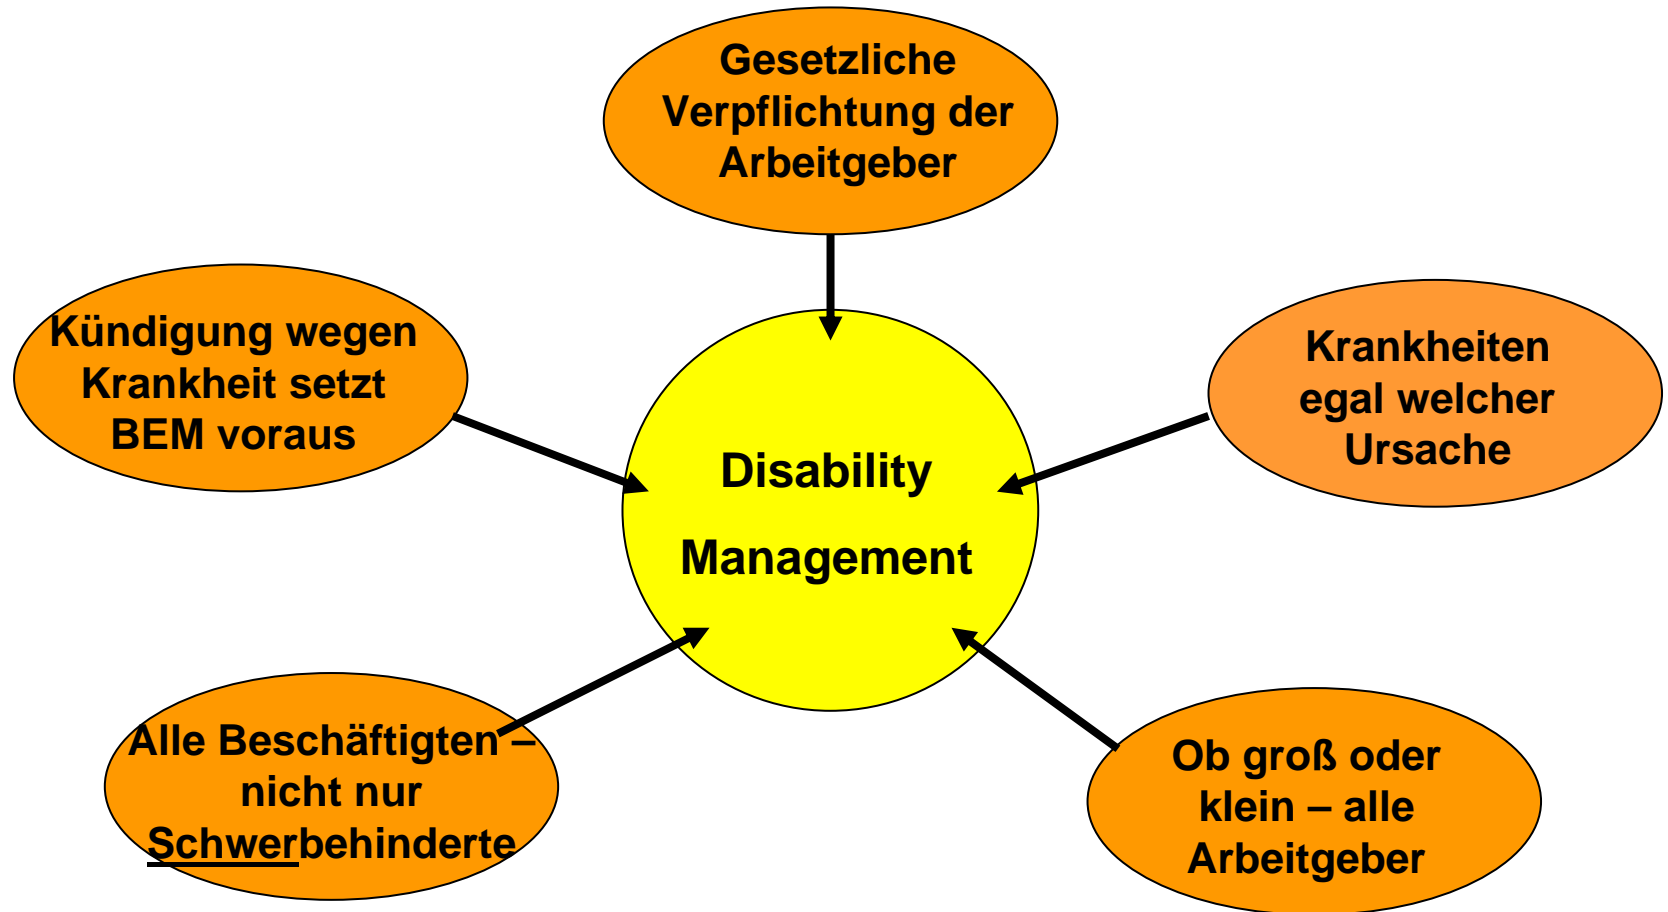 Gesetzliche
Verpflichtung der
Arbeitgeber
Kündigung wegen
Krankheit setzt
BEM voraus
Krankheiten
egal welcher
Ursache
Disability
Management
Alle Beschäftigten –
nicht nur
Schwerbehinderte
Ob groß oder
klein – alle
Arbeitgeber